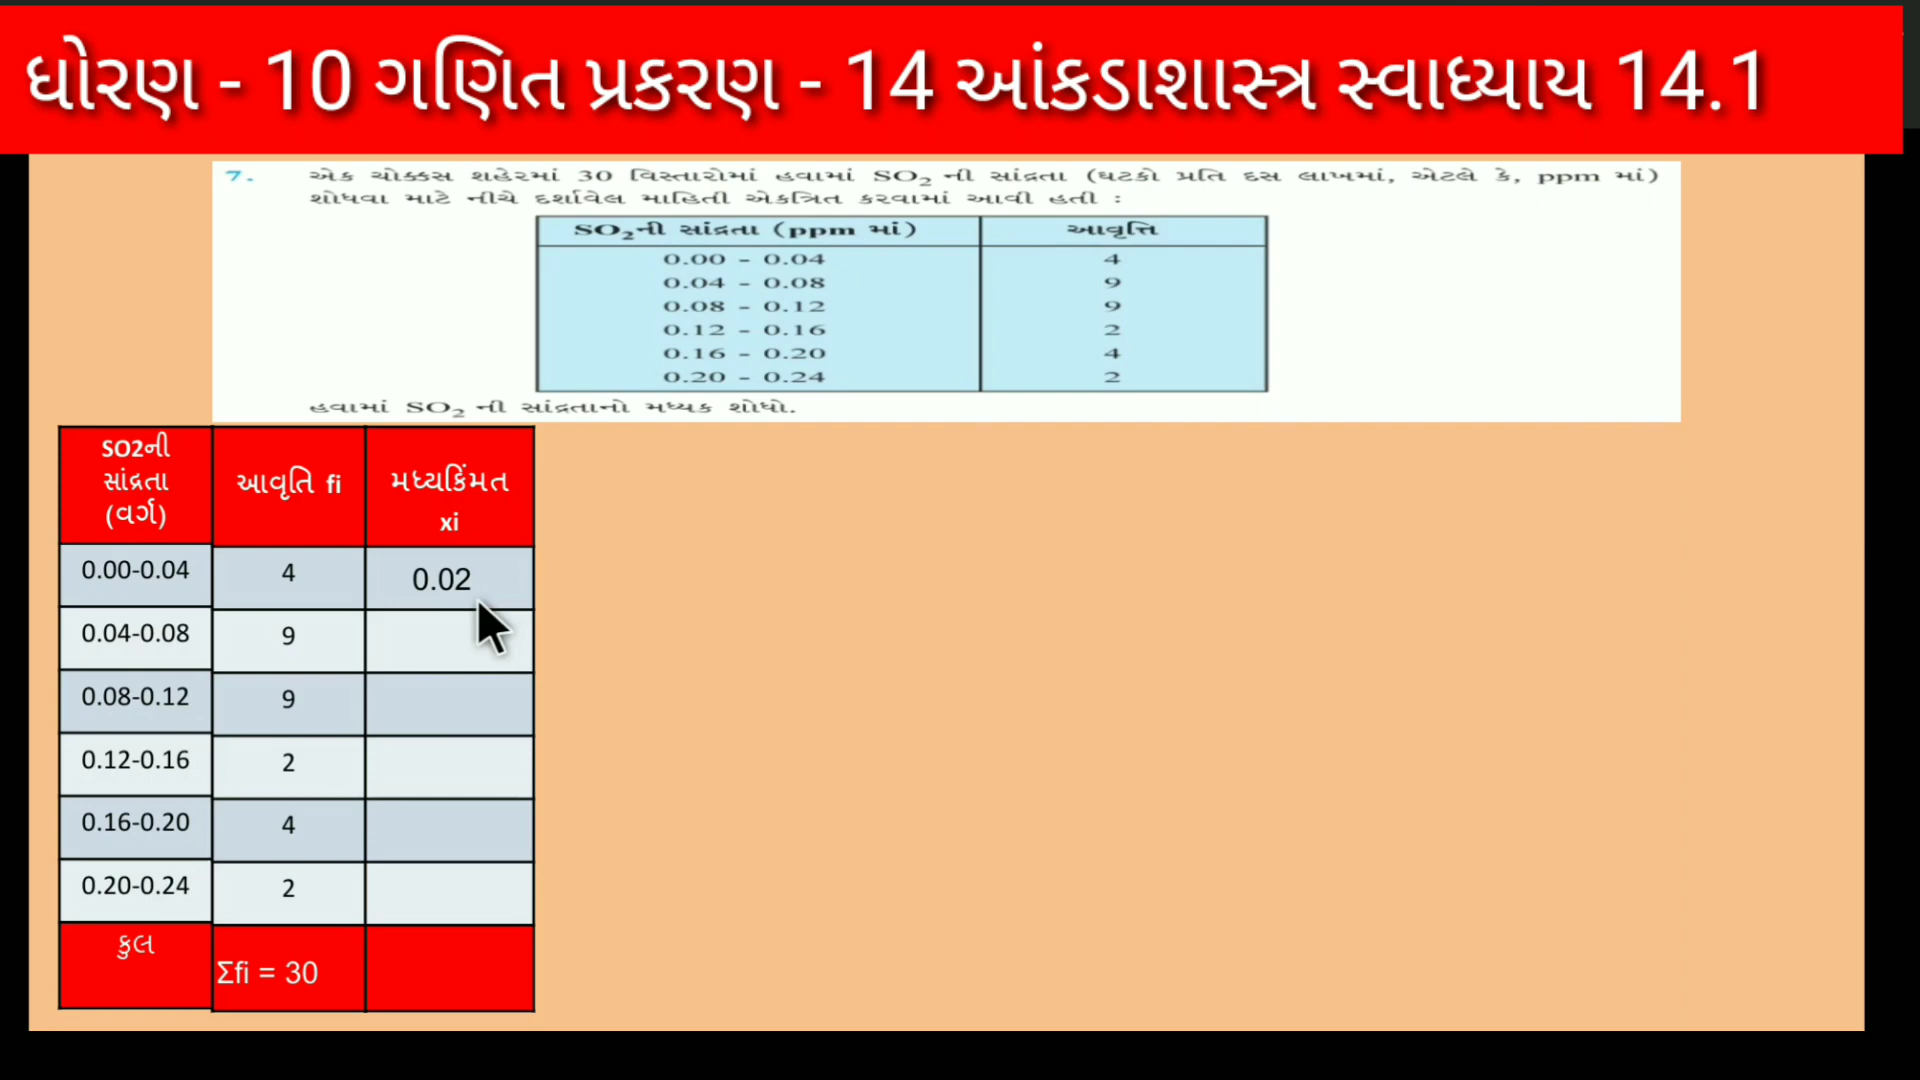 ધોરણ - 10 ગણિત પ્રકરણ - 14 આંકડાશાસ્ત્ર સ્વાધ્યાય 14.1
7. એક ચોક્કસ શહેરમાં 30 વિસ્તારોમાં હવામાં SO₂ ની સાંદ્રતા (ઘટકો પ્રતિ દસ લાખમાં, એટલે કે, ppm માં)
શોધવા માટે નીચે દર્શાવેલ માહિતી એકત્રિત કરવામાં આવી હતી :
SO₂ની સાંદ્રતા (ppm માં) આવૃત્તિ
0.00 - 0.04 4
0.04 - 0.08 9
0.08 - 0.12 9
0.12 - 0.16 2
0.16 - 0.20 4
0.20 - 0.24 2
હવામાં SO₂ ની સાંદ્રતાનો મધ્યક શોધો.
SO2ની
સાંદ્રતા
(વર્ગ)
આવૃતિ fi
મધ્યકિંમત
xi
0.00-0.04 4 0.02
0.04-0.08 9
0.08-0.12 9
0.12-0.16 2
0.16-0.20 4
0.20-0.24 2
કુલ Σfi = 30